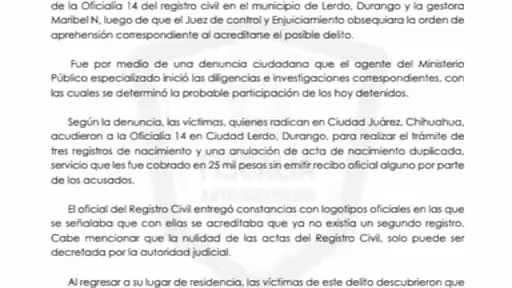 de la Oficialía 14 del registro civil en el municipio de Lerdo, Durango y la gestora
Maribel N, luego de que el Juez de control y Enjuiciamiento obsequiara la orden de
aprehensión correspondiente al acreditarse el posible delito.
Fue por medio de una denuncia ciudadana que el agente del Ministerio
Público especializado inició las diligencias e investigaciones correspondientes, con
las cuales se determinó la probable participación de los hoy detenidos.
Según la denuncia, las víctimas, quienes radican en Ciudad Juárez, Chihuahua,
acudieron a la Oficialía 14 en Ciudad Lerdo, Durango, para realizar el trámite de
tres registros de nacimiento y una anulación de acta de nacimiento duplicada,
servicio que les fue cobrado en 25 mil pesos sin emitir recibo oficial alguno por parte
de los acusados.
El oficial del Registro Civil entregó constancias con logotipos oficiales en las que
se señalaba que con ellas se acreditaba que ya no existía un segundo registro.
Cabe mencionar que la nulidad de las actas del Registro Civil, solo puede ser
decretada por la autoridad judicial.
Al regresar a su lugar de residencia, las víctimas de este delito descubrieron que